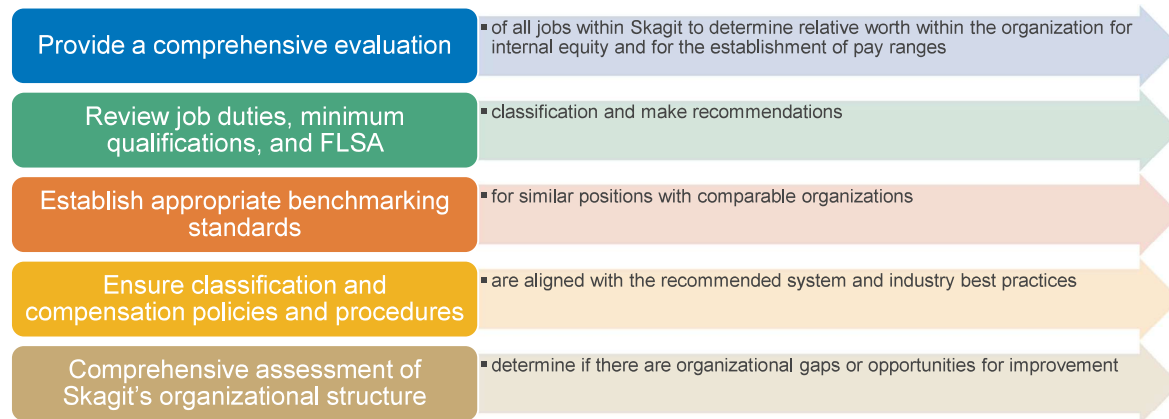 Provide a comprehensive evaluation
▪ of all jobs within Skagit to determine relative worth within the organization for
internal equity and for the establishment of pay ranges
Review job duties, minimum
qualifications, and FLSA
▪ classification and make recommendations
Establish appropriate benchmarking
standards
▪ for similar positions with comparable organizations
Ensure classification and
compensation policies and procedures
▪ are aligned with the recommended system and industry best practices
Comprehensive assessment of
Skagit's organizational structure
▪ determine if there are organizational gaps or opportunities for improvement